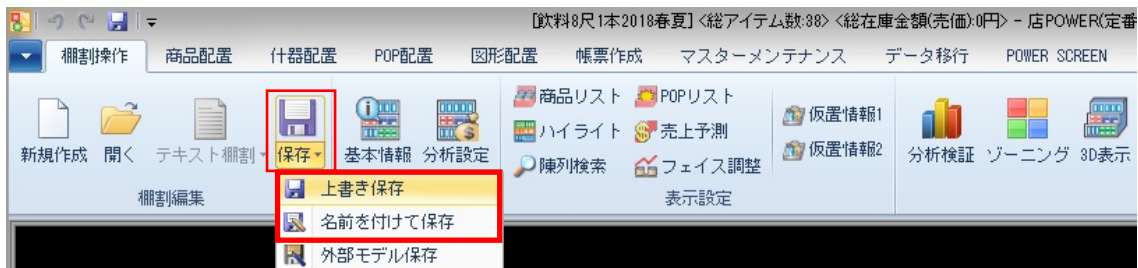 [飲料8尺1本2018春夏] <総アイテム数:38> <総在庫金額(売価):0円> - 店POWER(定番
棚割操作 商品配置 什器配置 POP配置 図形配置 帳票作成 マスターメンテナンス データ移行 POWER SCREEN
商品リスト POPリスト 仮置情報1
ハイライト 売上予測
新規作成 開く テキスト棚割 保存 基本情報 分析設定 仮置情報2 分析検証 ゾーニング 3D表示
陳列検索 フェイス調整
棚割編集 表示設定
上書き保存
名前を付けて保存
外部モデル保存